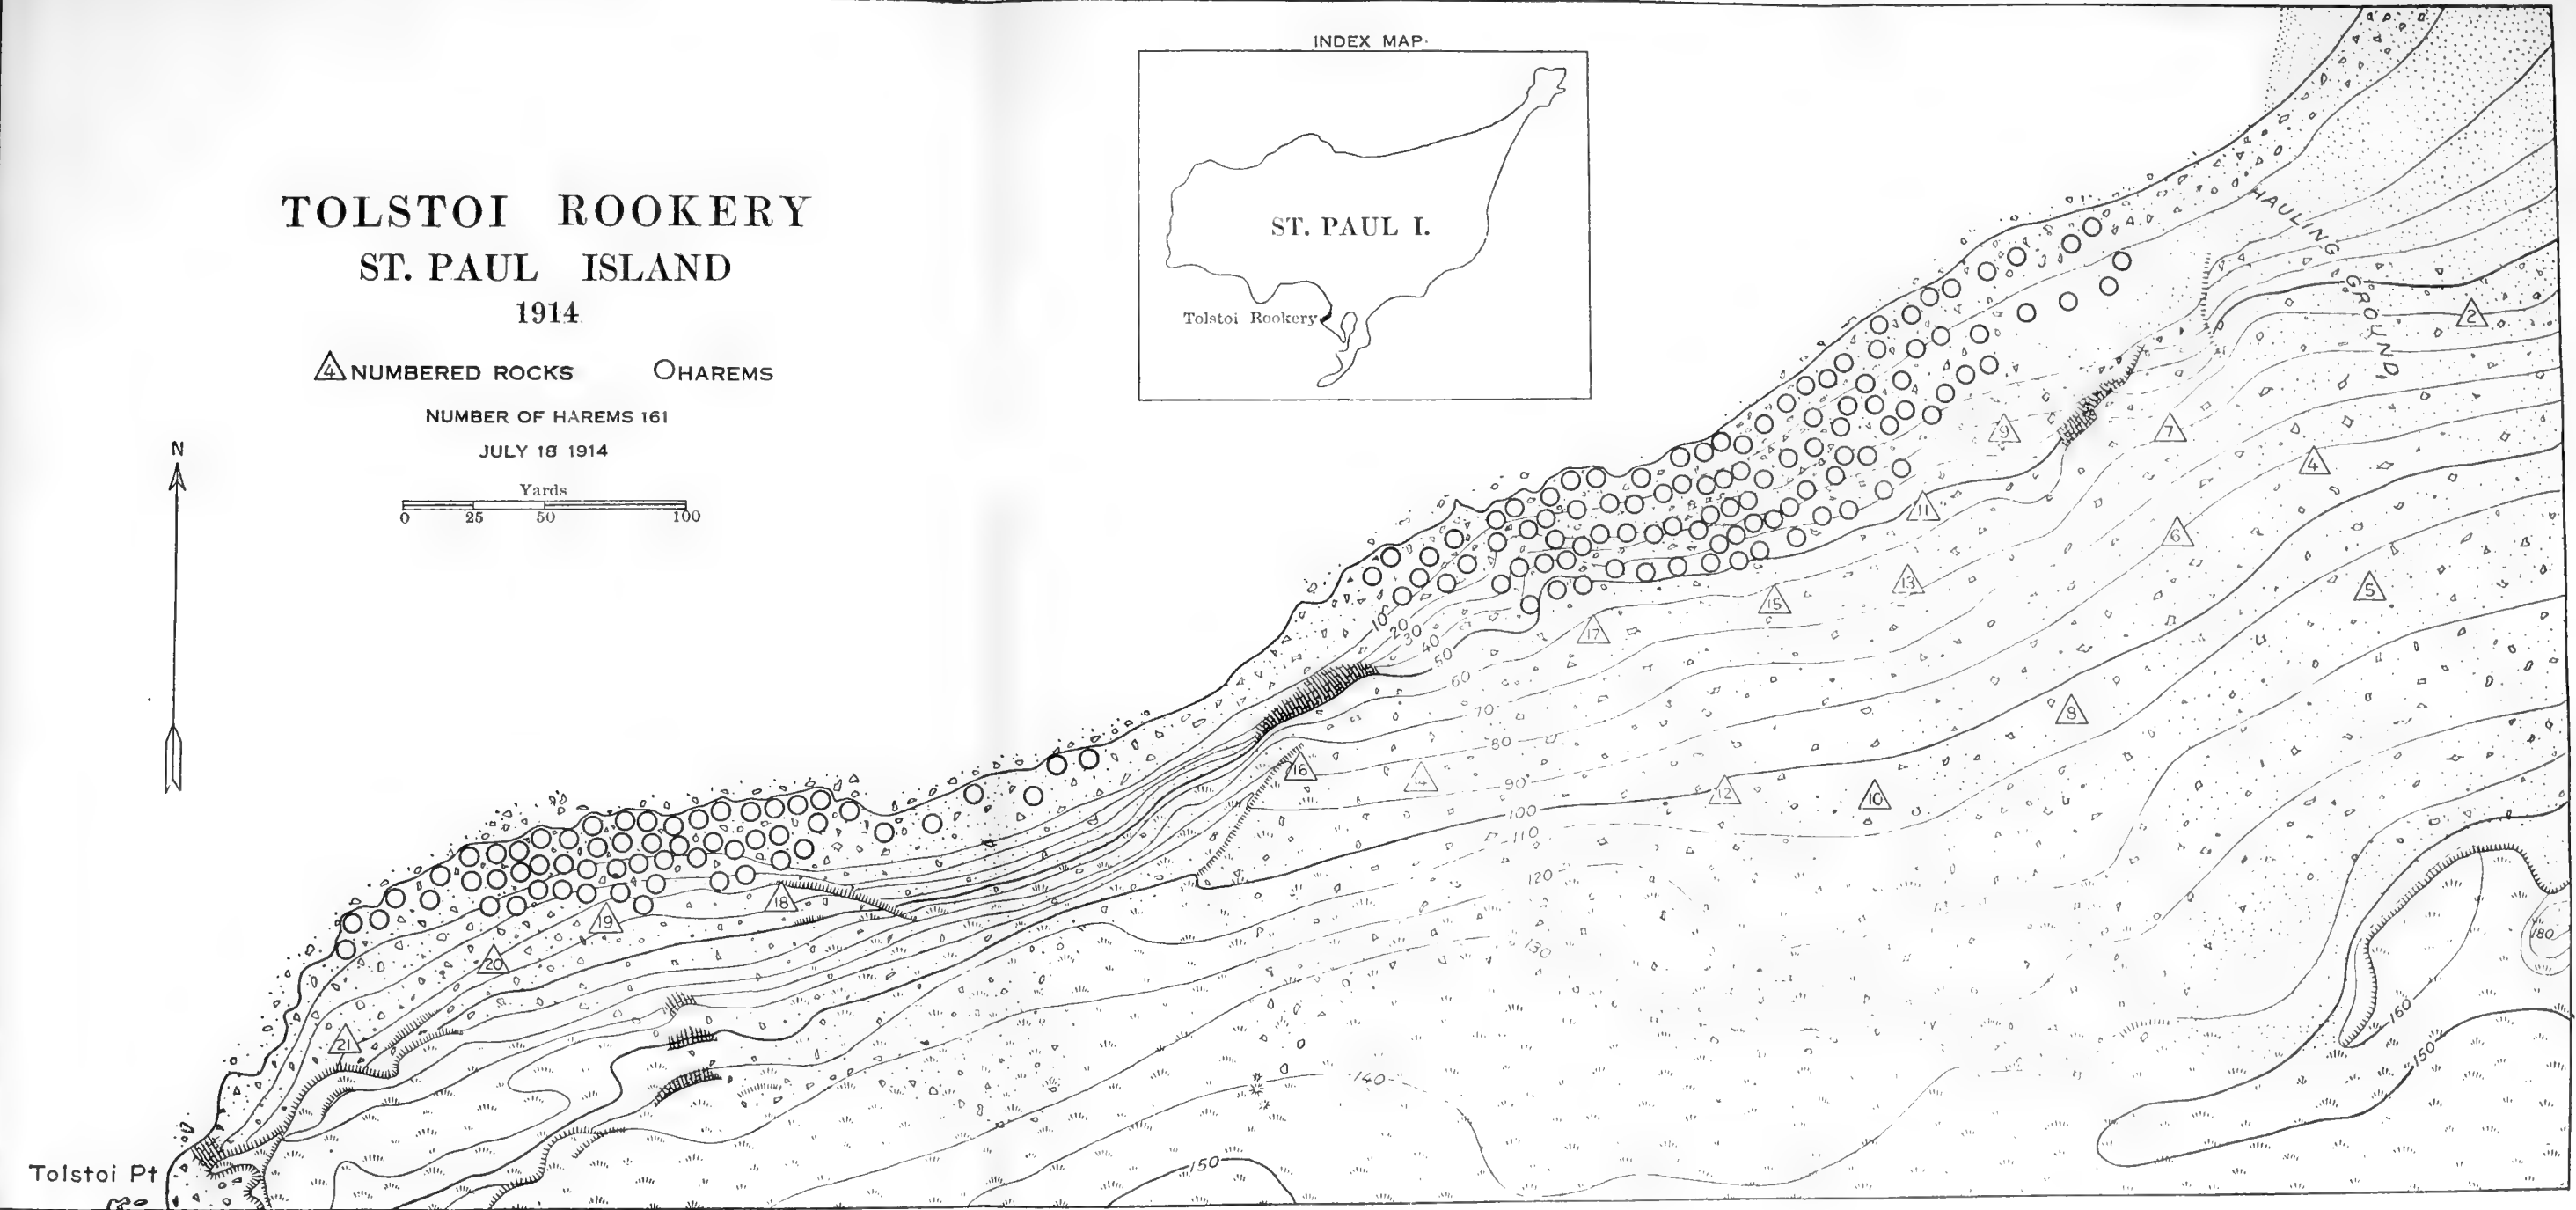 TOLSTOI ROOKERY
ST. PAUL ISLAND
1914
4 NUMBERED ROCKS
HAREMS
NUMBER OF HAREMS 161
JULY 18 1914
Yards
0 25 50 100
N
INDEX MAP
ST. PAUL I.
Tolstoi Rookery
HAULING GROUND
2
9
7
4
11
6
13
5
15
17
8
16
14
12
10
18
19
20
21
10
20
30
40
50
60
70
80
90
100
110
120
130
140
150
160
150
180
Tolstoi Pt